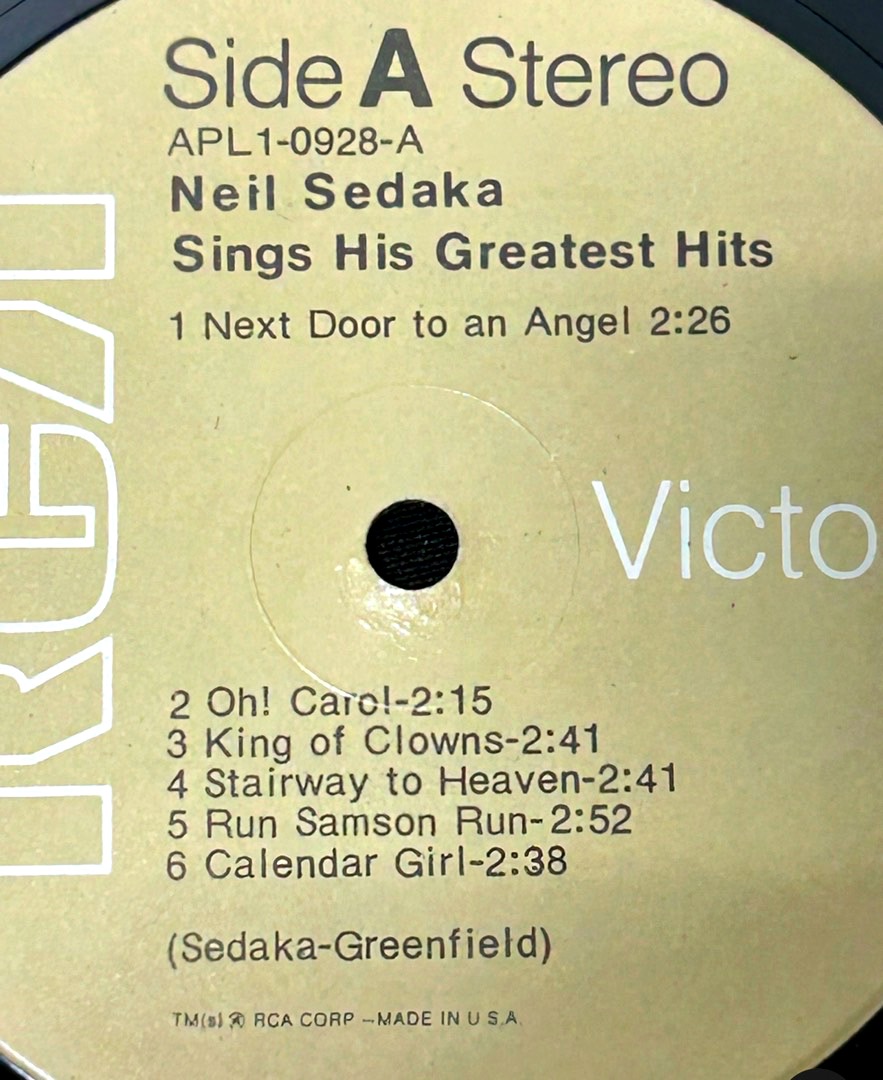 Side A Stereo
APL1-0928-A
Neil Sedaka
Sings His Greatest Hits
1 Next Door to an Angel 2:26
RCA
Victo
2 Oh! Carol-2:15
3 King of Clowns-2:41
4 Stairway to Heaven-2:41
5 Run Samson Run-2:52
6 Calendar Girl-2:38
(Sedaka-Greenfield)
TM(s) ® RCA CORP –MADE IN U S.A.